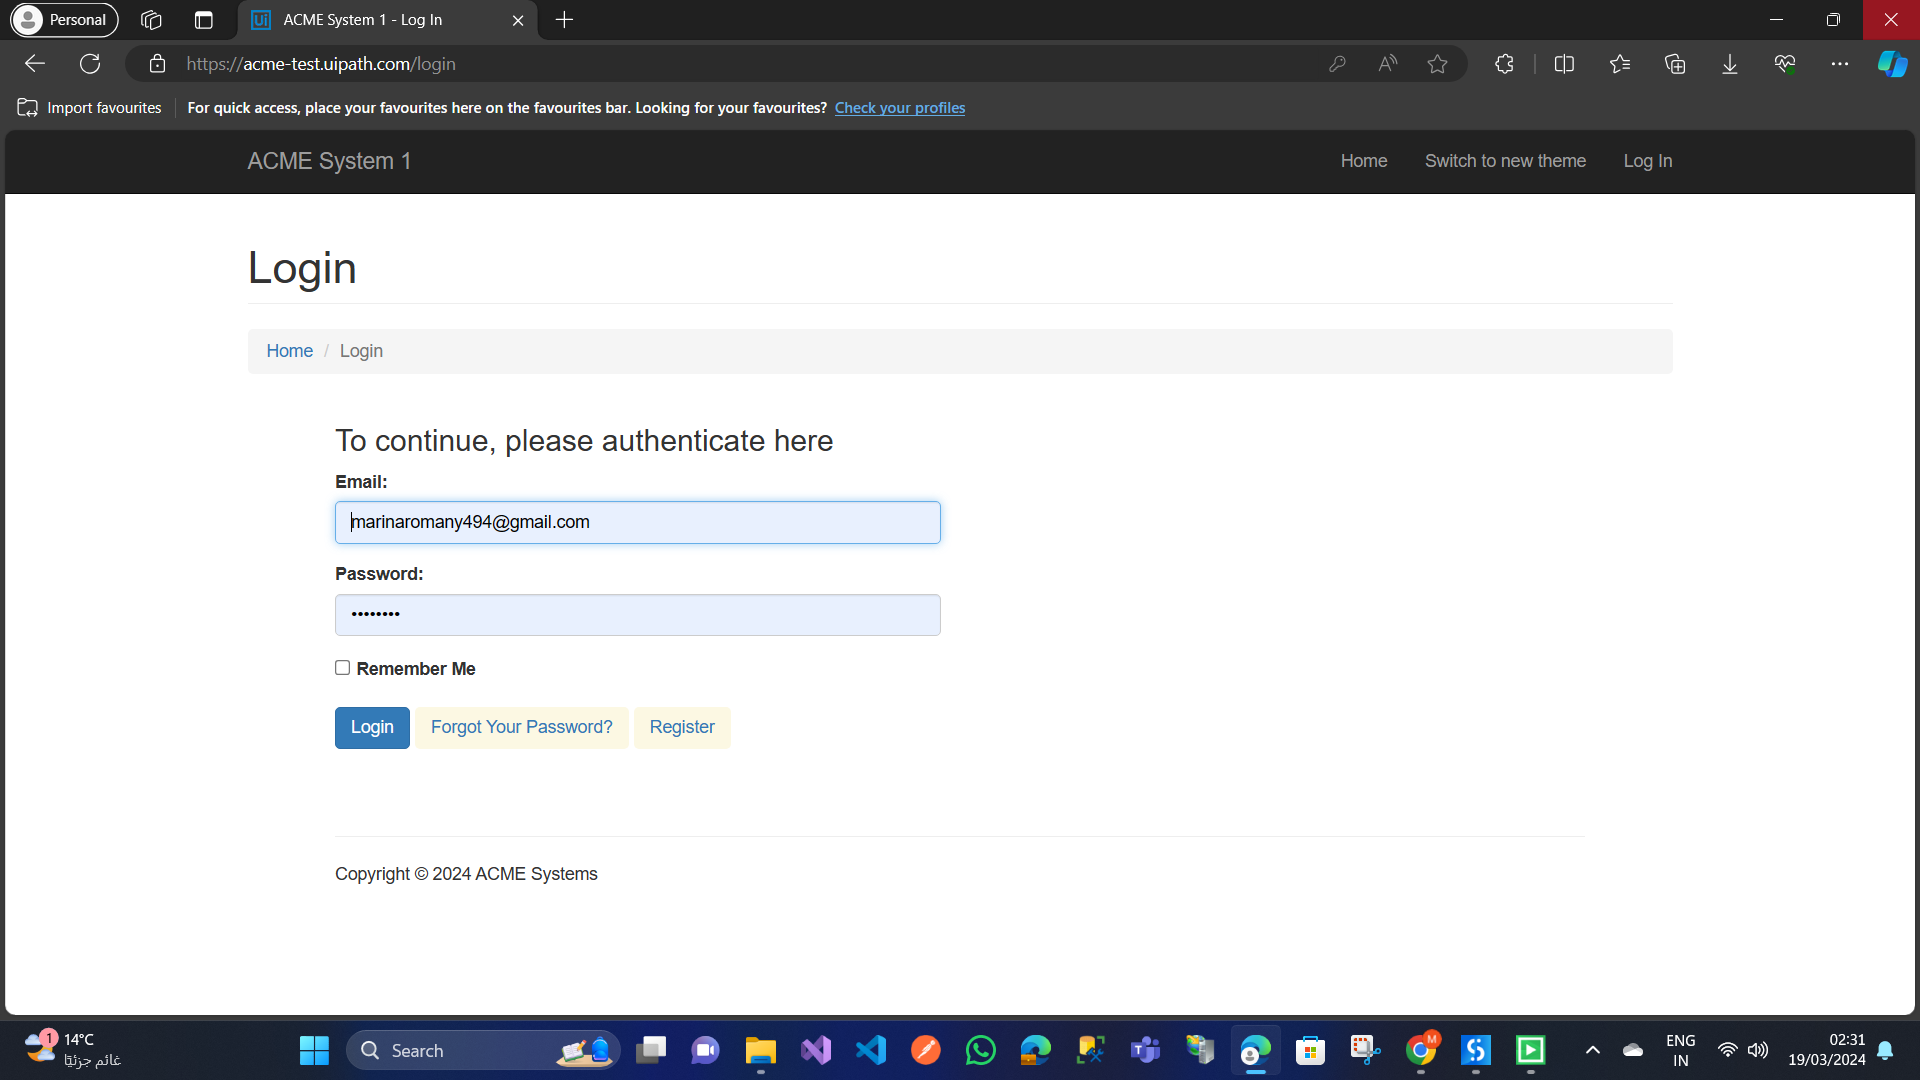 Personal
ACME System 1 - Log In
https://acme-test.uipath.com/login
Import favourites
For quick access, place your favourites here on the favourites bar. Looking for your favourites? Check your profiles
ACME System 1
Home
Switch to new theme
Log In
Login
Home / Login
To continue, please authenticate here
Email:
marinaromany494@gmail.com
Password:
••••••••
Remember Me
Login
Forgot Your Password?
Register
Copyright © 2024 ACME Systems
1
14°C
غائم جزئيًا
Search
M
ENG
IN
02:31
19/03/2024